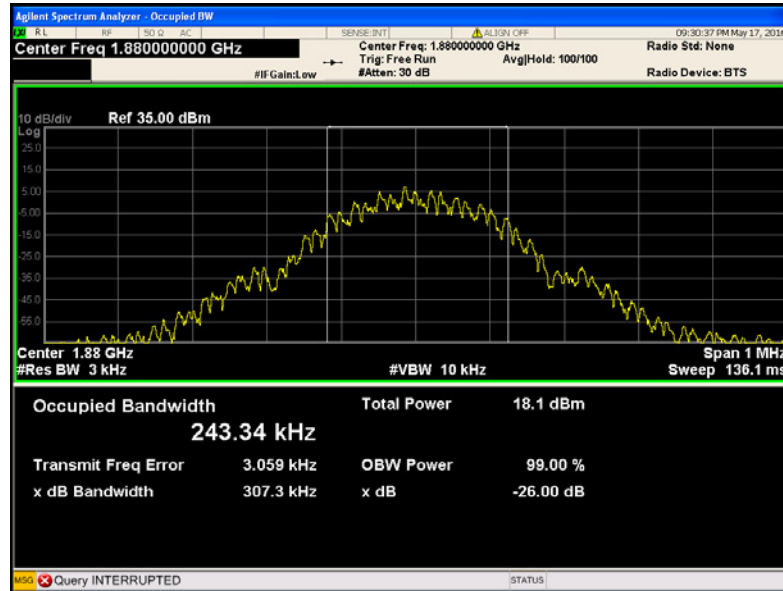 Agilent Spectrum Analyzer - Occupied BW
RL RF 50 Ω AC SENSE:INT ALIGN OFF 09:30:37 PM May 17, 2016
Center Freq 1.880000000 GHz
Center Freq: 1.880000000 GHz
Radio Std: None
Trig: Free Run Avg|Hold: 100/100
#IFGain:Low #Atten: 30 dB Radio Device: BTS
10 dB/div Ref 35.00 dBm
Log
25.0
15.0
5.00
-5.00
-15.0
-25.0
-35.0
-45.0
-55.0
Center 1.88 GHz Span 1 MHz
#Res BW 3 kHz #VBW 10 kHz Sweep 136.1 ms
Occupied Bandwidth Total Power 18.1 dBm
243.34 kHz
Transmit Freq Error 3.059 kHz OBW Power 99.00 %
x dB Bandwidth 307.3 kHz x dB -26.00 dB
MSG Query INTERRUPTED STATUS